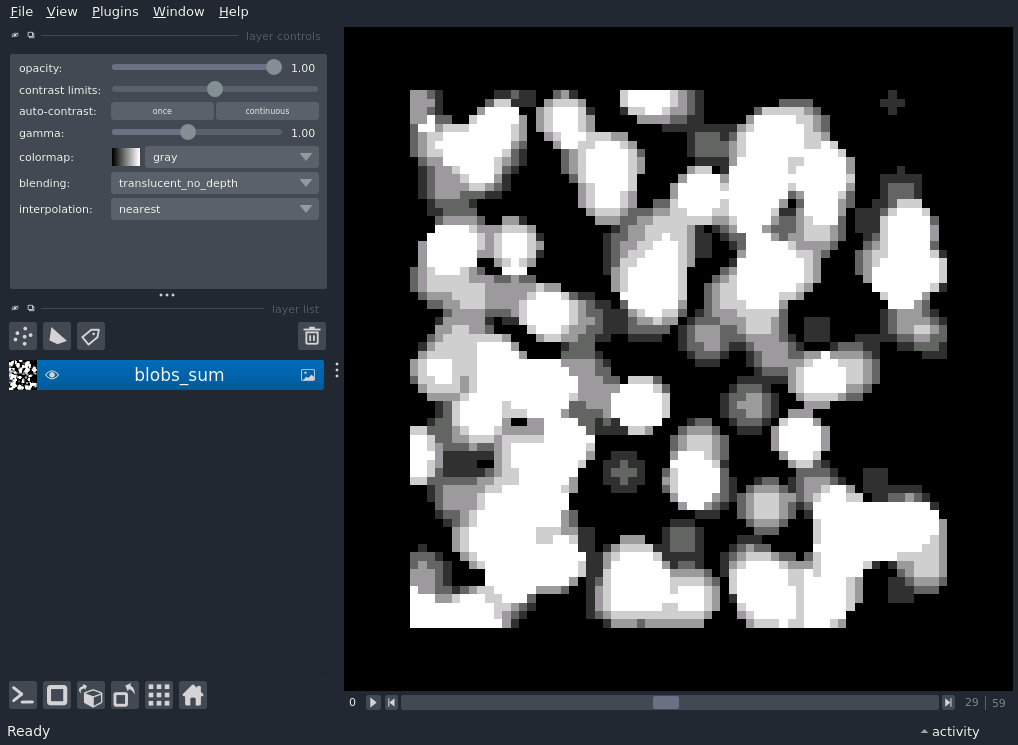 File View Plugins Window Help
layer controls
opacity: 1.00
contrast limits:
auto-contrast: once continuous
gamma: 1.00
colormap: gray
blending: translucent_no_depth
interpolation: nearest
layer list
blobs_sum
0 29 59
Ready activity